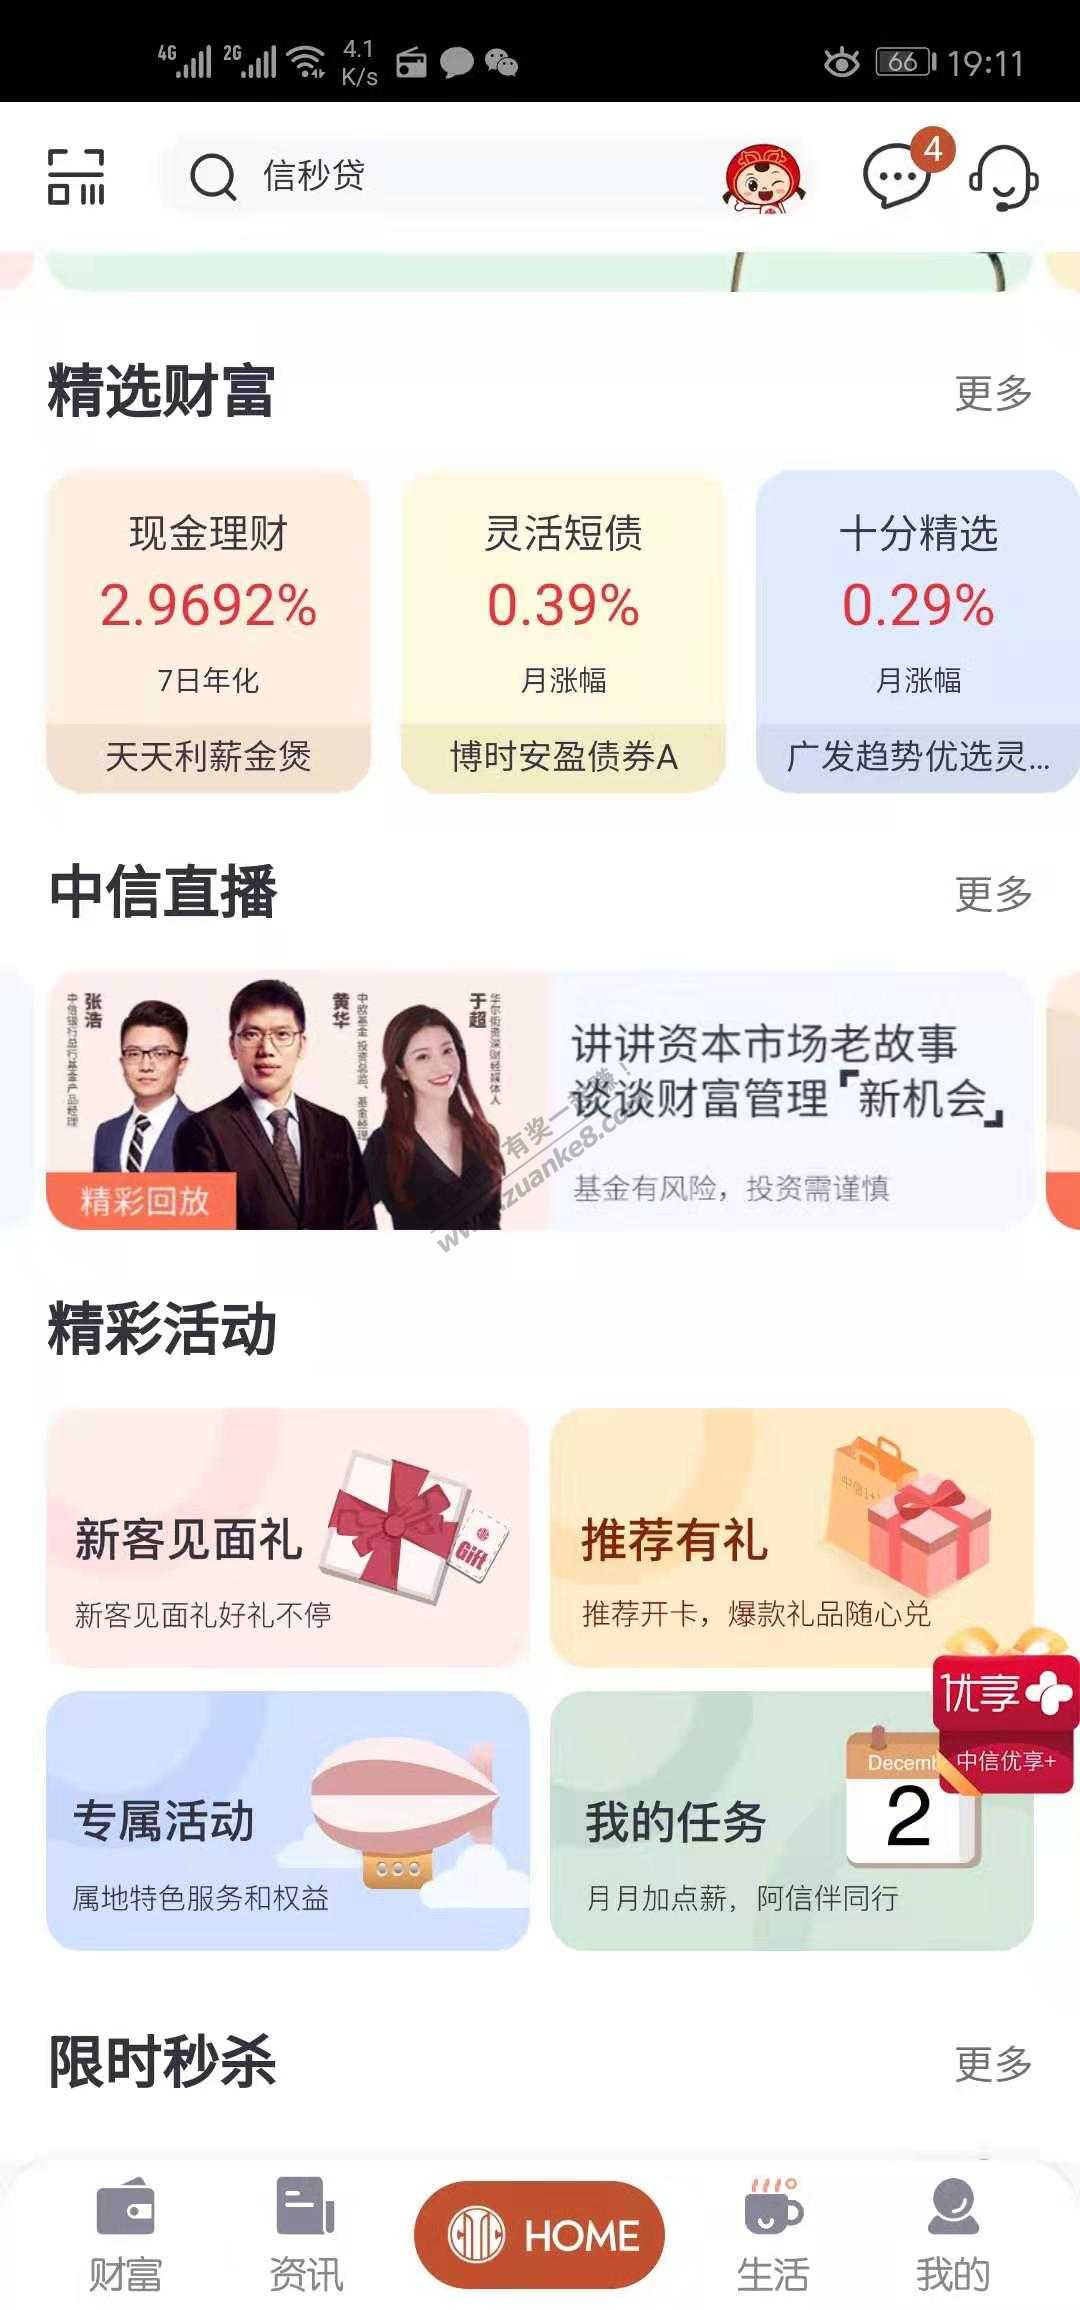 4G 2G 4.1 K/s 66 19:11
信秒贷
4
精选财富 更多
现金理财
2.9692%
7日年化
天天利薪金煲
灵活短债
0.39%
月涨幅
博时安盈债券A
十分精选
0.29%
月涨幅
广发趋势优选灵...
中信直播 更多
张浩
中信银行总行基金产品经理
黄华
中欧基金 投资总监、基金经理
于超
华尔街资深财经媒体人
讲讲资本市场老故事
谈谈财富管理「新机会」
基金有风险，投资需谨慎
精彩回放
有奖一起赚！
www.zuanke8.com
精彩活动
新客见面礼
新客见面礼好礼不停
Gift
推荐有礼
推荐开卡，爆款礼品随心兑
优享+
中信优享+
专属活动
属地特色服务和权益
我的任务
月月加点薪，阿信伴同行
Decemb
2
限时秒杀 更多
财富 资讯 HOME 生活 我的